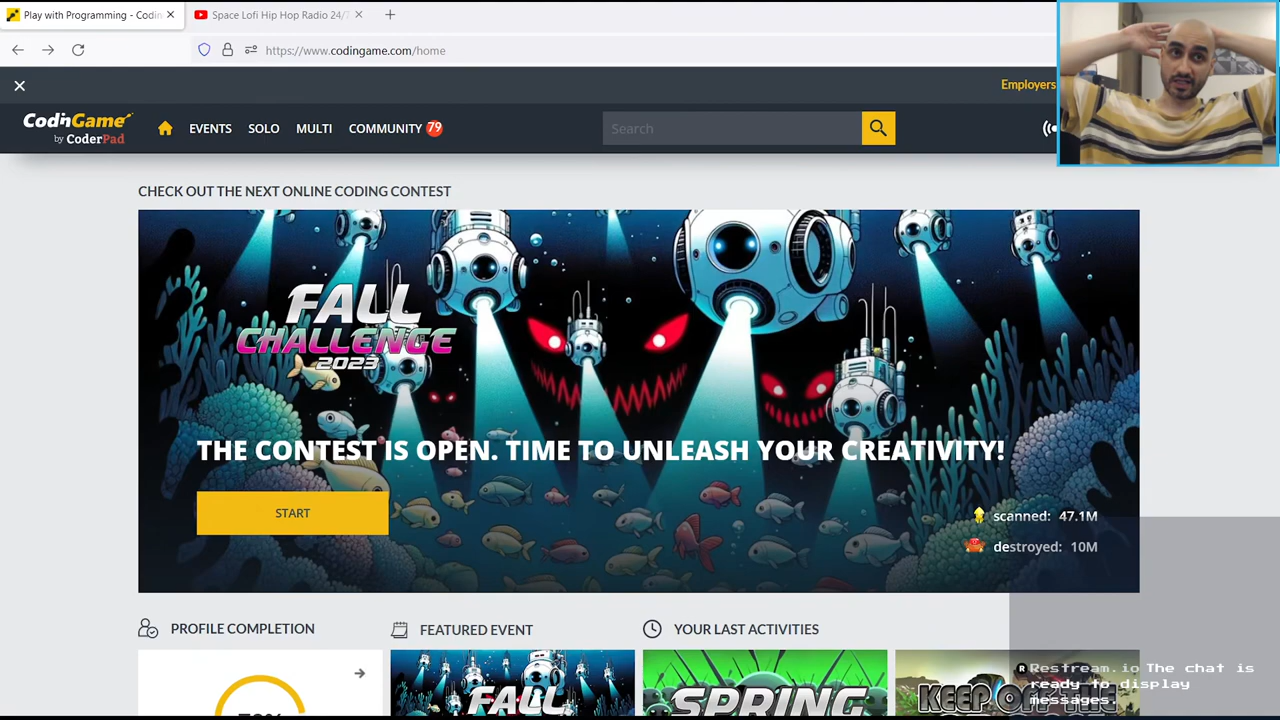 Play with Programming - Codin
Space Lofi Hip Hop Radio 24/7
https://www.codingame.com/home
Employers
CodinGame
by CoderPad
EVENTS
SOLO
MULTI
COMMUNITY 79
Search
CHECK OUT THE NEXT ONLINE CODING CONTEST
FALL
CHALLENGE
2023
THE CONTEST IS OPEN. TIME TO UNLEASH YOUR CREATIVITY!
START
scanned: 47.1M
destroyed: 10M
PROFILE COMPLETION
FEATURED EVENT
YOUR LAST ACTIVITIES
FALL
SPRING
KEEP OFF THE
Restream.io The chat is
ready to display
messages.